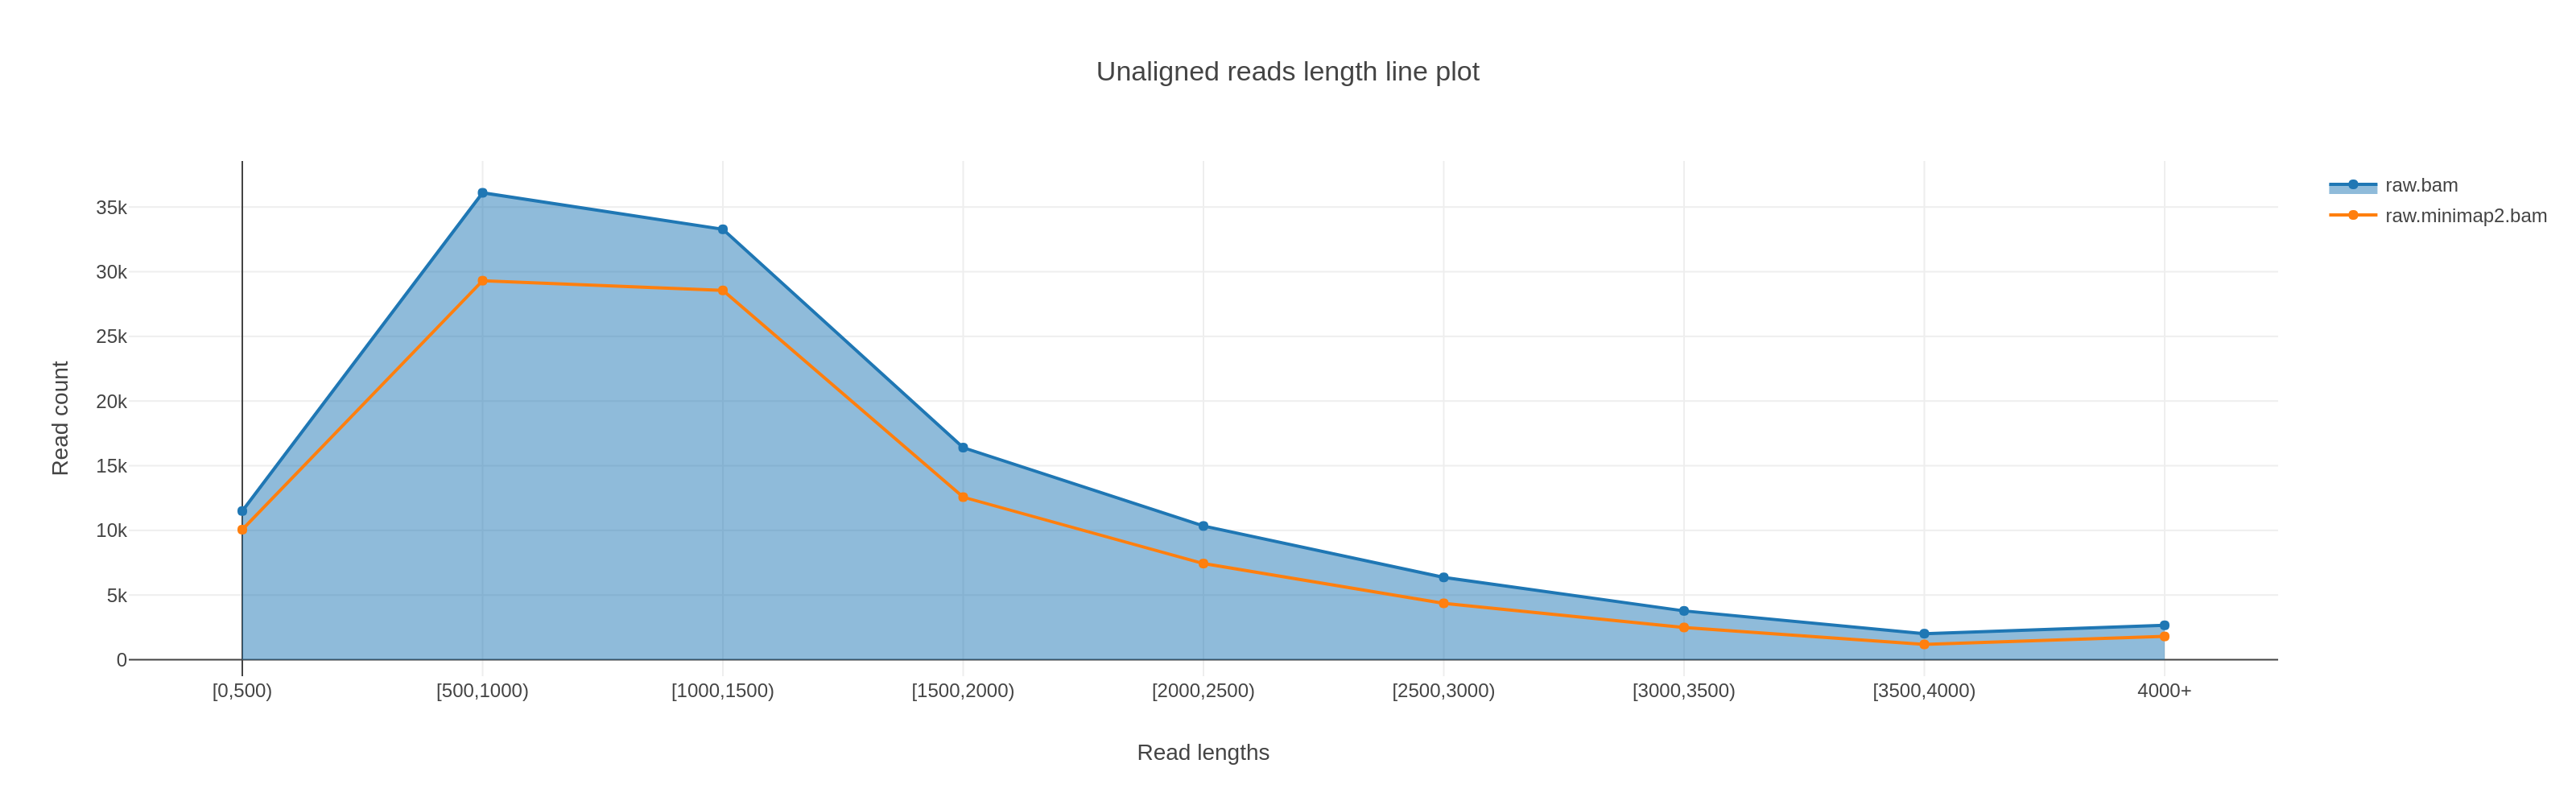 Unaligned reads length line plot
raw.bam
raw.minimap2.bam
Read count
35k
30k
25k
20k
15k
10k
5k
0
[0,500)
[500,1000)
[1000,1500)
[1500,2000)
[2000,2500)
[2500,3000)
[3000,3500)
[3500,4000)
4000+
Read lengths